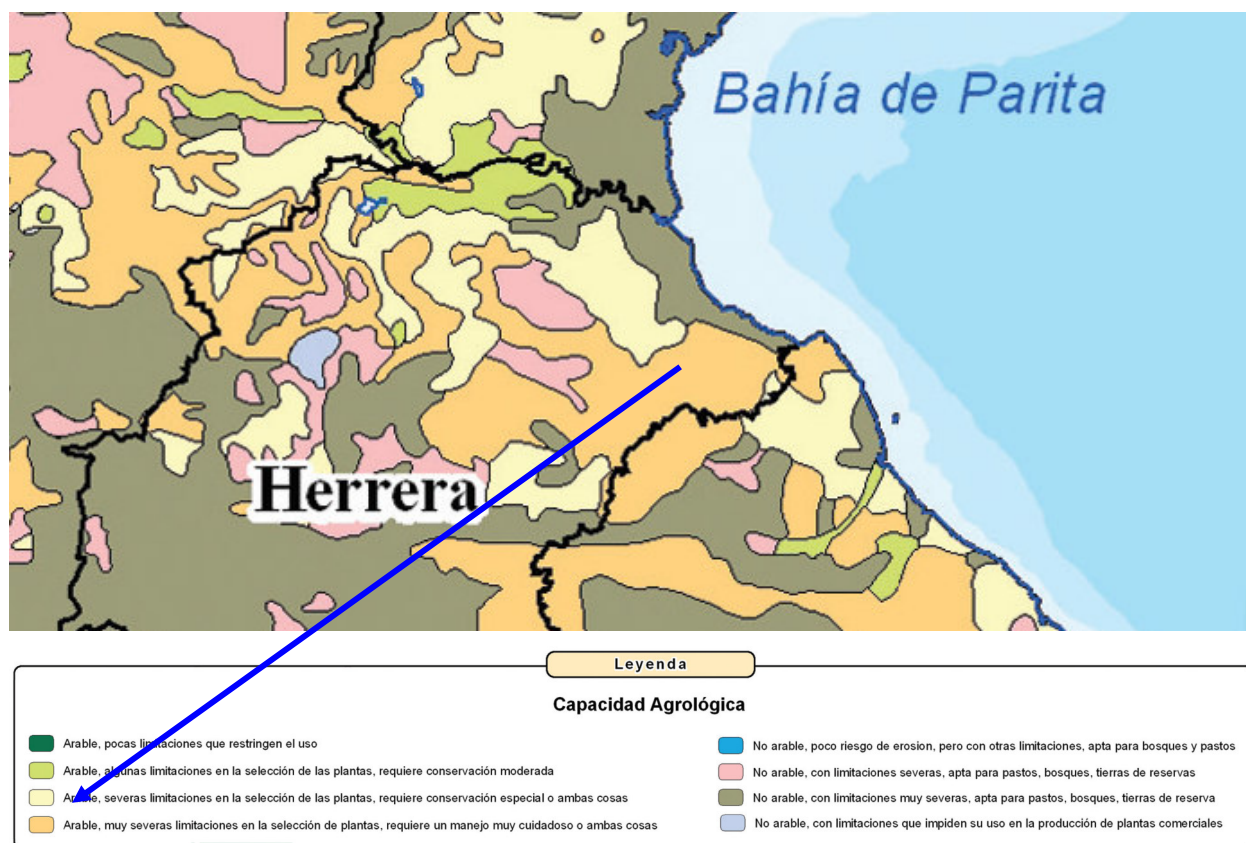 Bahía de Parita
Herrera
Leyenda
Capacidad Agrológica
Arable, pocas limitaciones que restringen el uso
Arable, algunas limitaciones en la selección de las plantas, requiere conservación moderada
Arable, severas limitaciones en la selección de las plantas, requiere conservación especial o ambas cosas
Arable, muy severas limitaciones en la selección de plantas, requiere un manejo muy cuidadoso o ambas cosas
No arable, poco riesgo de erosion, pero con otras limitaciones, apta para bosques y pastos
No arable, con limitaciones severas, apta para pastos, bosques, tierras de reservas
No arable, con limitaciones muy severas, apta para pastos, bosques, tierras de reserva
No arable, con limitaciones que impiden su uso en la producción de plantas comerciales